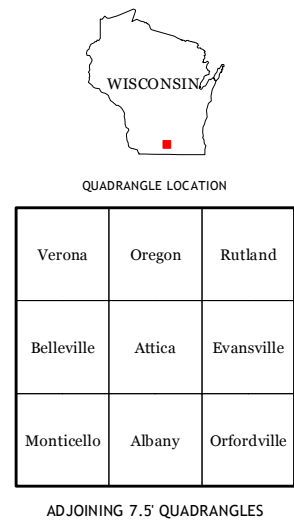 WISCONSIN
QUADRANGLE LOCATION
Verona Oregon Rutland
Belleville Attica Evansville
Monticello Albany Orfordville
ADJOINING 7.5' QUADRANGLES